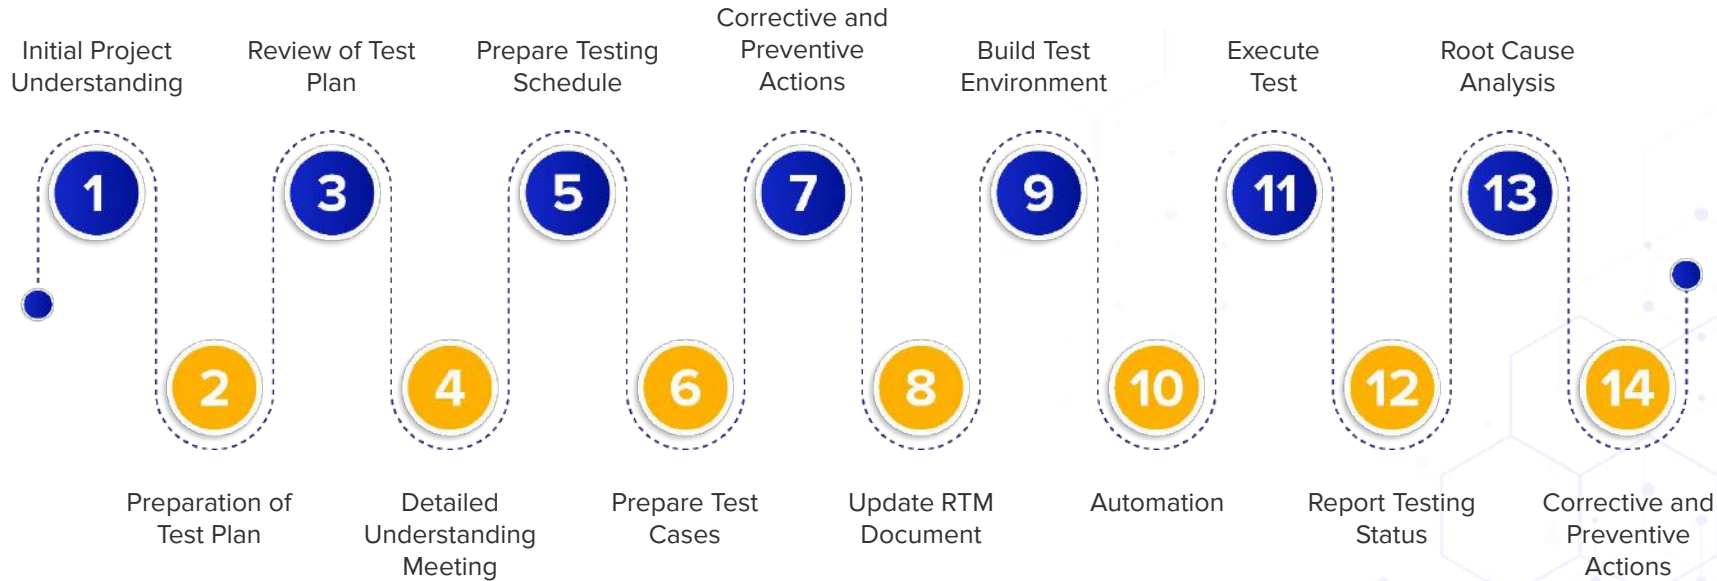 Initial Project
Understanding
1
2
Preparation of
Test Plan
Review of Test
Plan
3
4
Detailed
Understanding
Meeting
Prepare Testing
Schedule
5
6
Prepare Test
Cases
Corrective and
Preventive
Actions
7
8
Update RTM
Document
Build Test
Environment
9
10
Automation
Execute
Test
11
12
Report Testing
Status
Root Cause
Analysis
13
14
Corrective and
Preventive
Actions